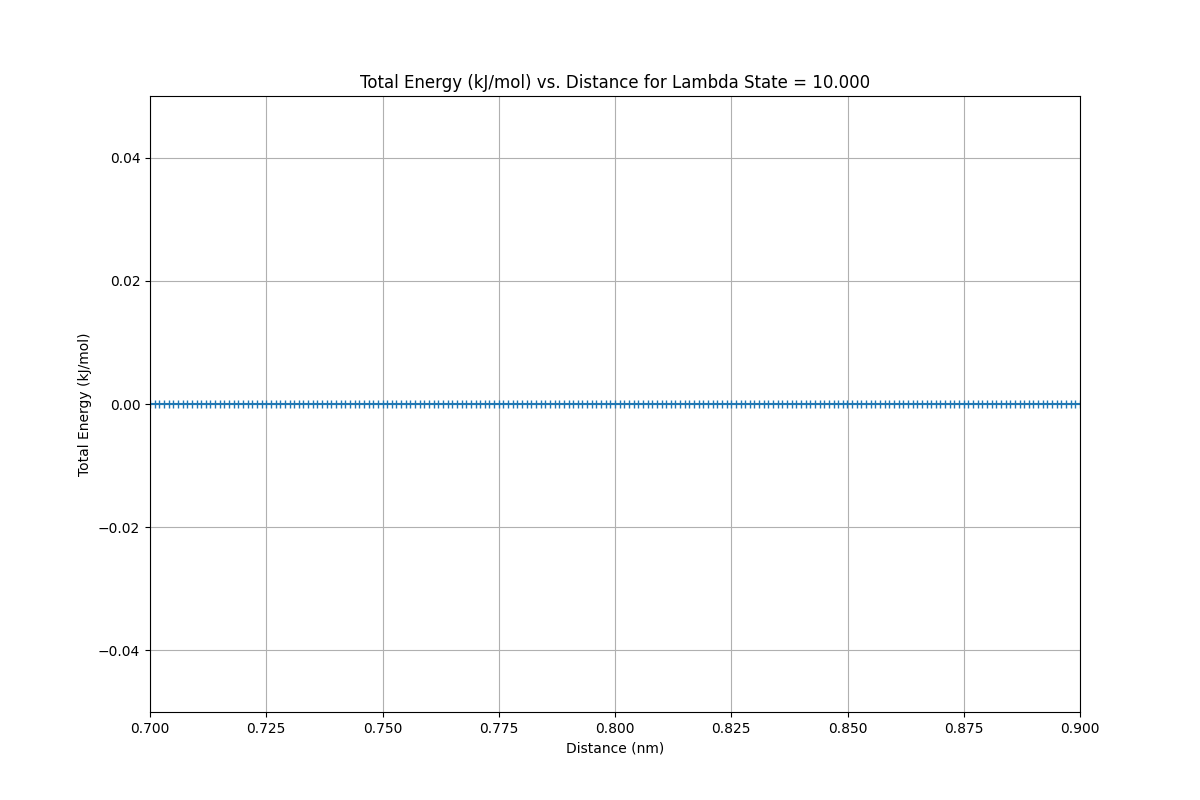 Total Energy (kJ/mol) vs. Distance for Lambda State = 10.000
0.04
0.02
0.00
−0.02
−0.04
Total Energy (kJ/mol)
0.700 0.725 0.750 0.775 0.800 0.825 0.850 0.875 0.900
Distance (nm)